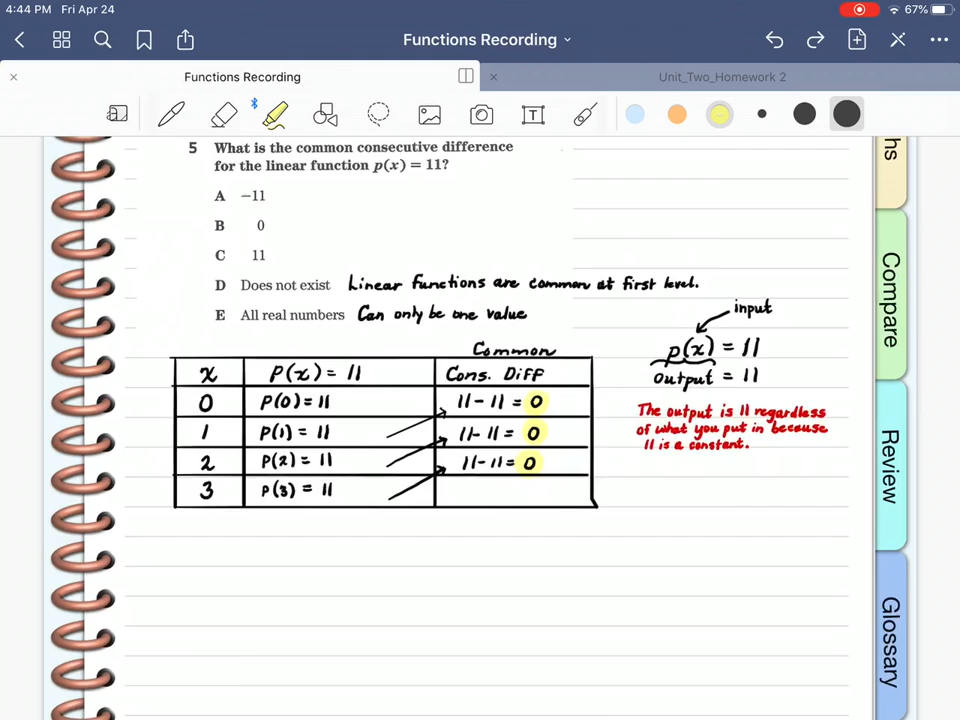 4:44 PM Fri Apr 24
67%
Functions Recording
Functions Recording
Unit_Two_Homework 2
T
hs
Compare
Review
Glossary
5 What is the common consecutive difference
for the linear function p(x) = 11?
A −11
B 0
C 11
D Does not exist Linear Functions are common at first level.
E All real numbers Can only be one value
input
p(x) = 11
output = 11
The output is 11 regardless
of what you put in because
11 is a constant.
Common
x P(x) = 11 Cons. Diff
0 P(0) = 11 11 - 11 = 0
1 P(1) = 11 11 - 11 = 0
2 P(2) = 11 11 - 11 = 0
3 P(3) = 11